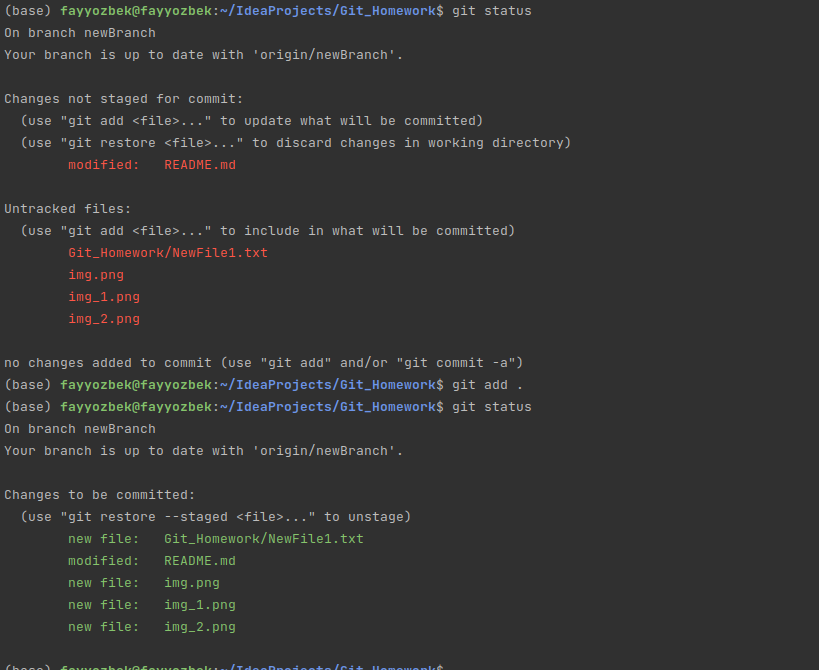 (base) fayyozbek@fayyozbek:~/IdeaProjects/Git_Homework$ git status
On branch newBranch
Your branch is up to date with 'origin/newBranch'.
Changes not staged for commit:
(use "git add <file>..." to update what will be committed)
(use "git restore <file>..." to discard changes in working directory)
modified:   README.md
Untracked files:
(use "git add <file>..." to include in what will be committed)
Git_Homework/NewFile1.txt
img.png
img_1.png
img_2.png
no changes added to commit (use "git add" and/or "git commit -a")
(base) fayyozbek@fayyozbek:~/IdeaProjects/Git_Homework$ git add .
(base) fayyozbek@fayyozbek:~/IdeaProjects/Git_Homework$ git status
On branch newBranch
Your branch is up to date with 'origin/newBranch'.
Changes to be committed:
(use "git restore --staged <file>..." to unstage)
new file:   Git_Homework/NewFile1.txt
modified:   README.md
new file:   img.png
new file:   img_1.png
new file:   img_2.png
(base) fayyozbek@fayyozbek:~/IdeaProjects/Git_Homework$